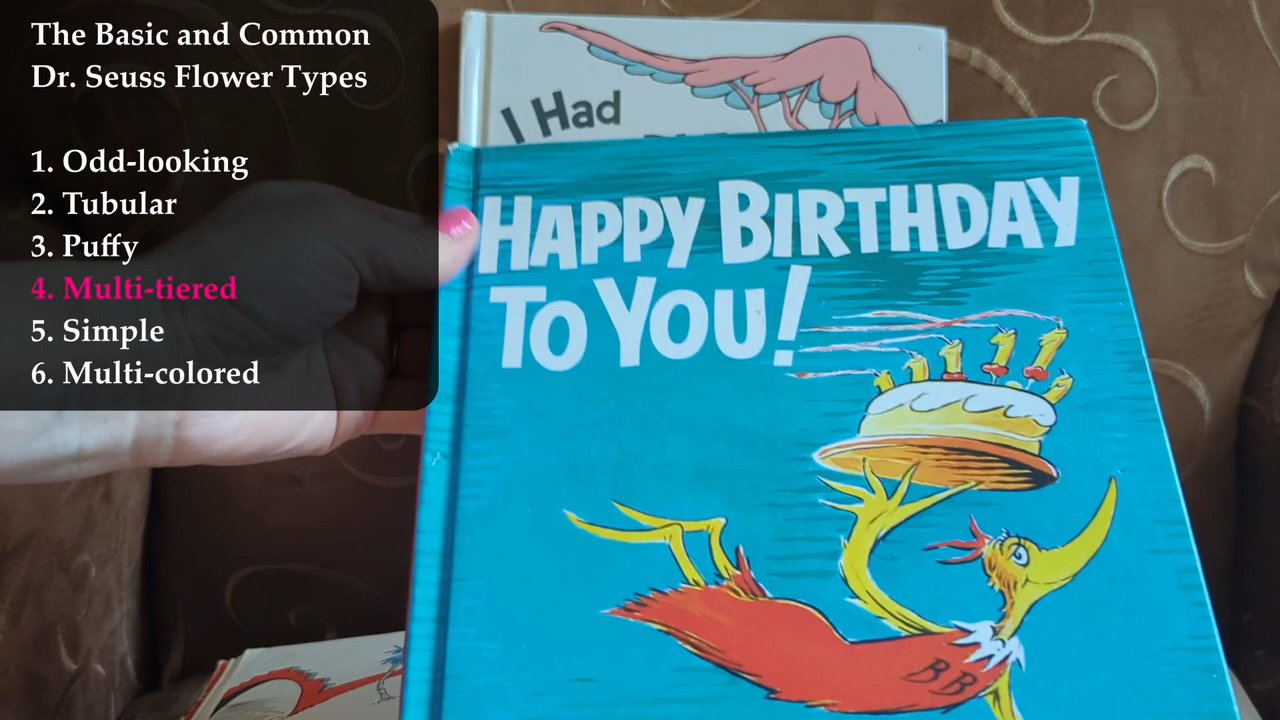 The Basic and Common
Dr. Seuss Flower Types
1. Odd-looking
2. Tubular
3. Puffy
4. Multi-tiered
5. Simple
6. Multi-colored
I Had
HAPPY BIRTHDAY
TO YOU!
BB